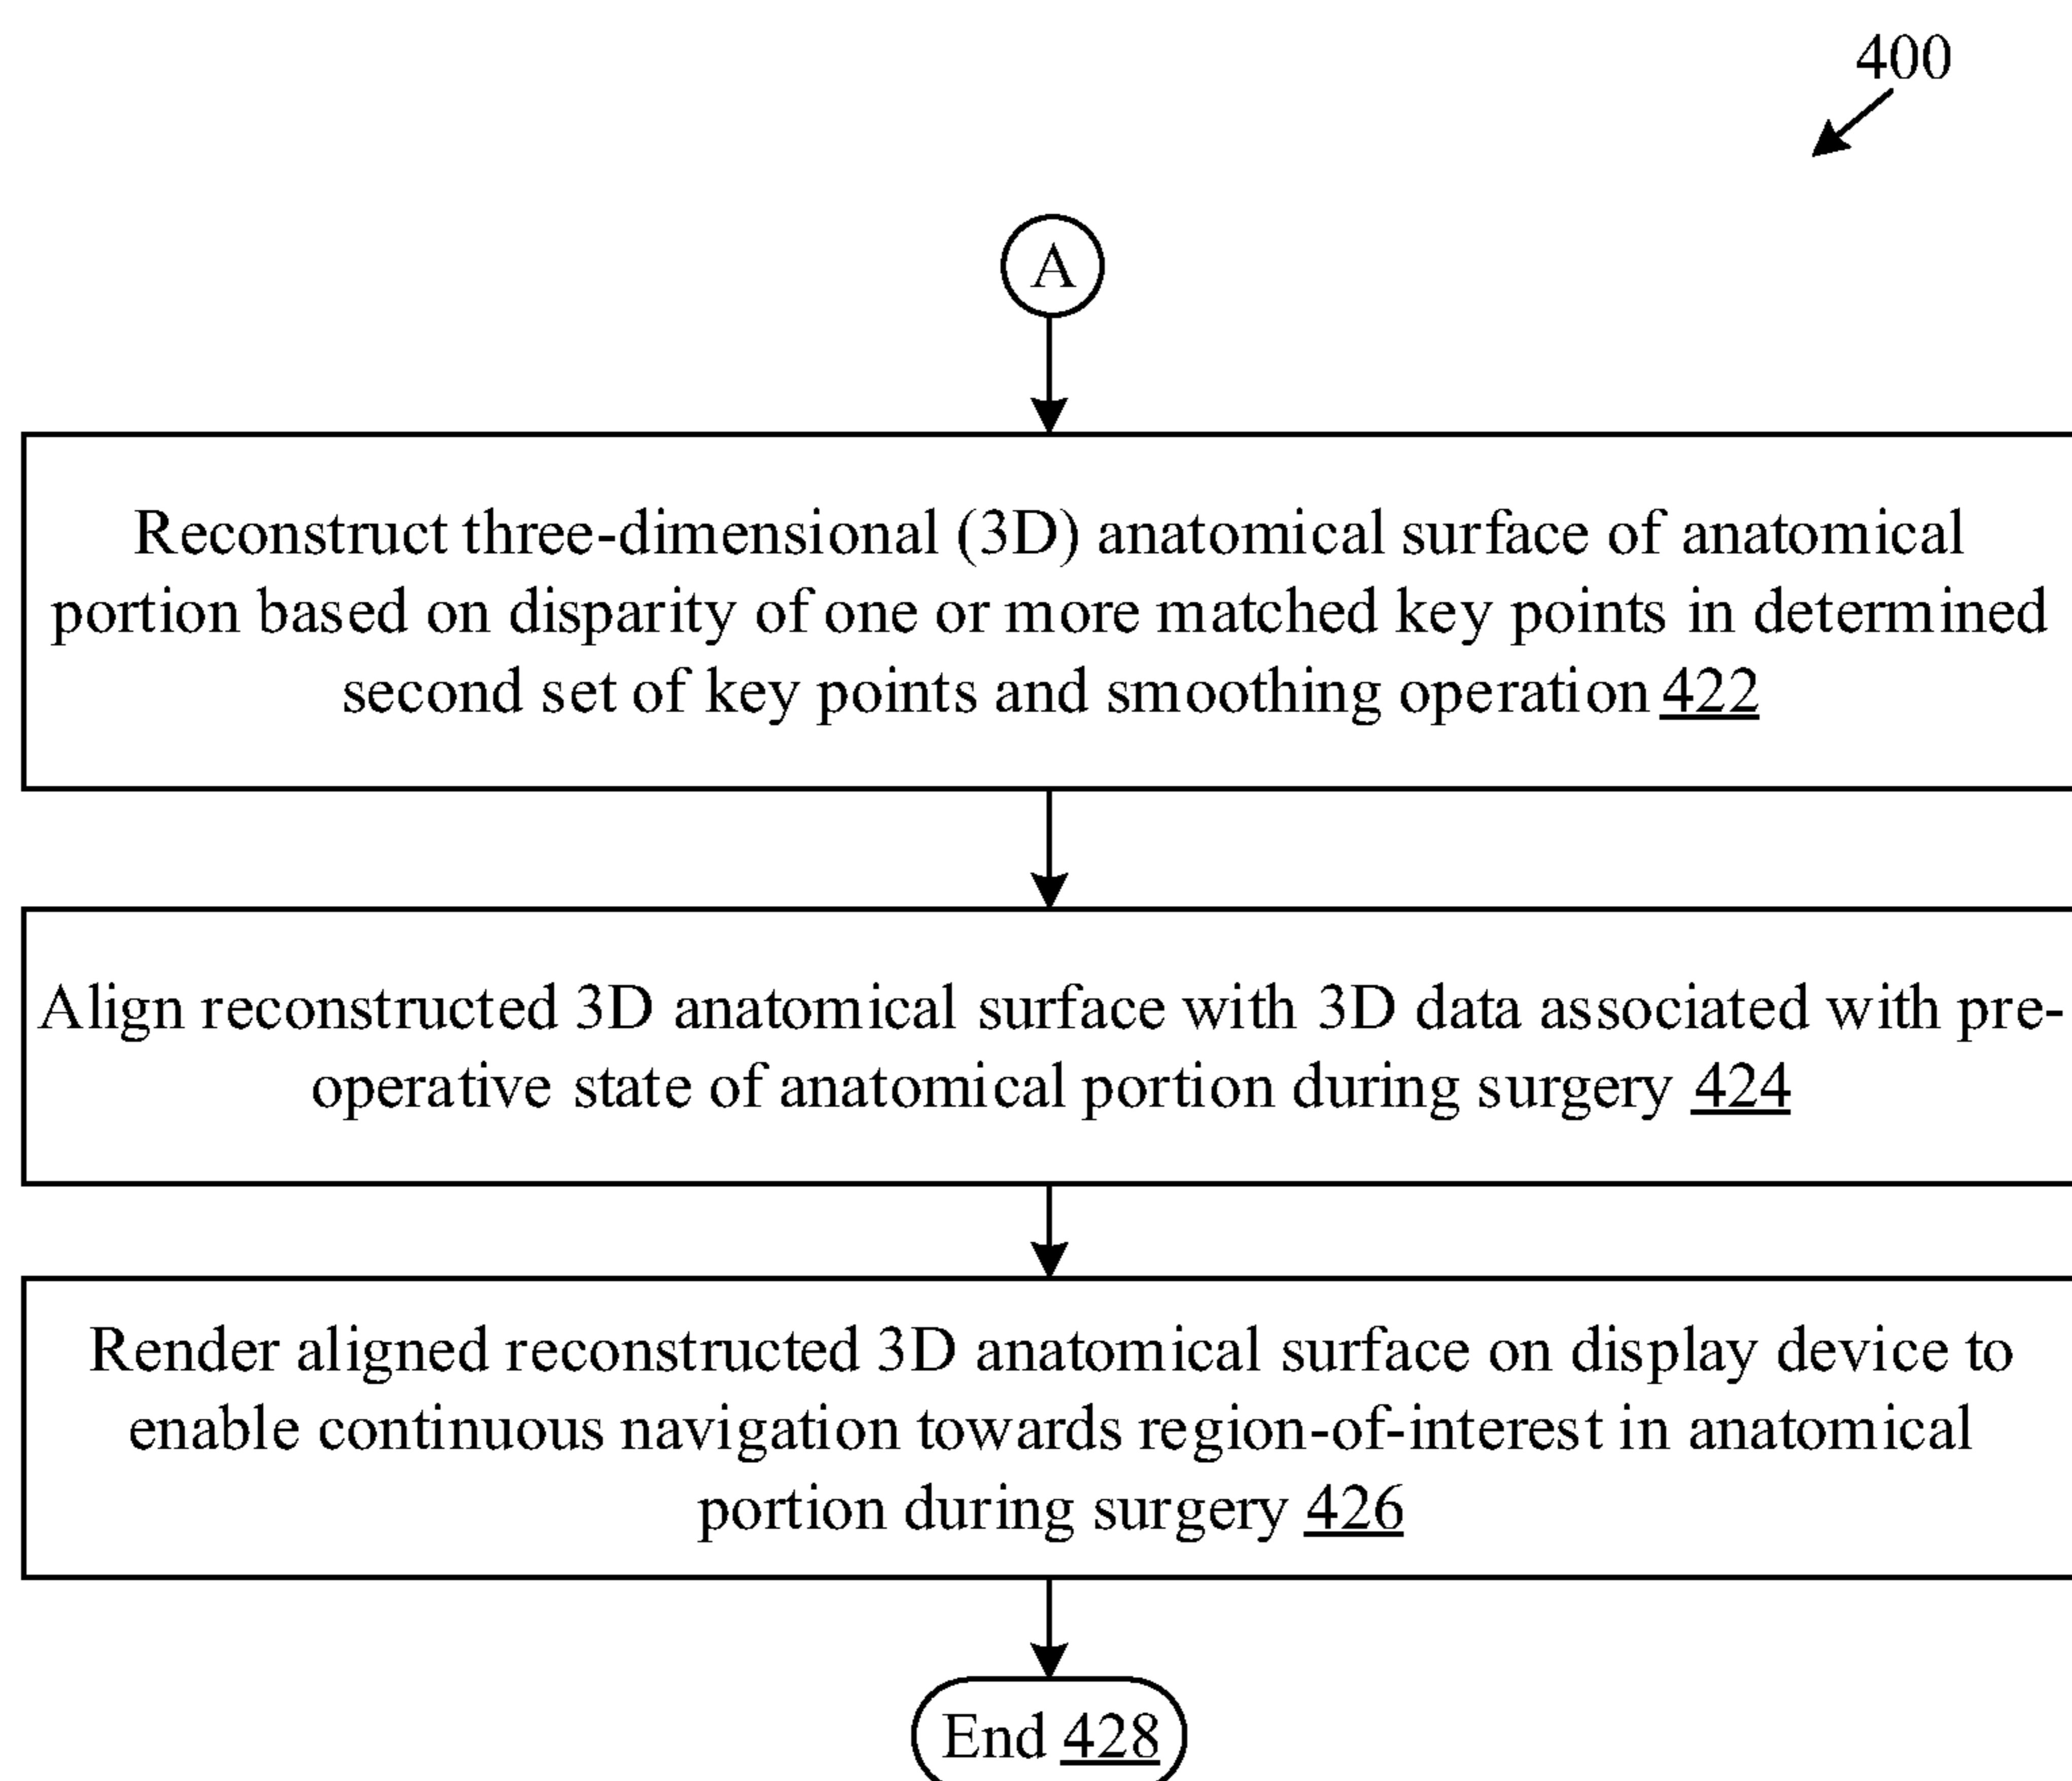 400
A
Reconstruct three-dimensional (3D) anatomical surface of anatomical
portion based on disparity of one or more matched key points in determined
second set of key points and smoothing operation 422
Align reconstructed 3D anatomical surface with 3D data associated with pre-
operative state of anatomical portion during surgery 424
Render aligned reconstructed 3D anatomical surface on display device to
enable continuous navigation towards region-of-interest in anatomical
portion during surgery 426
End 428